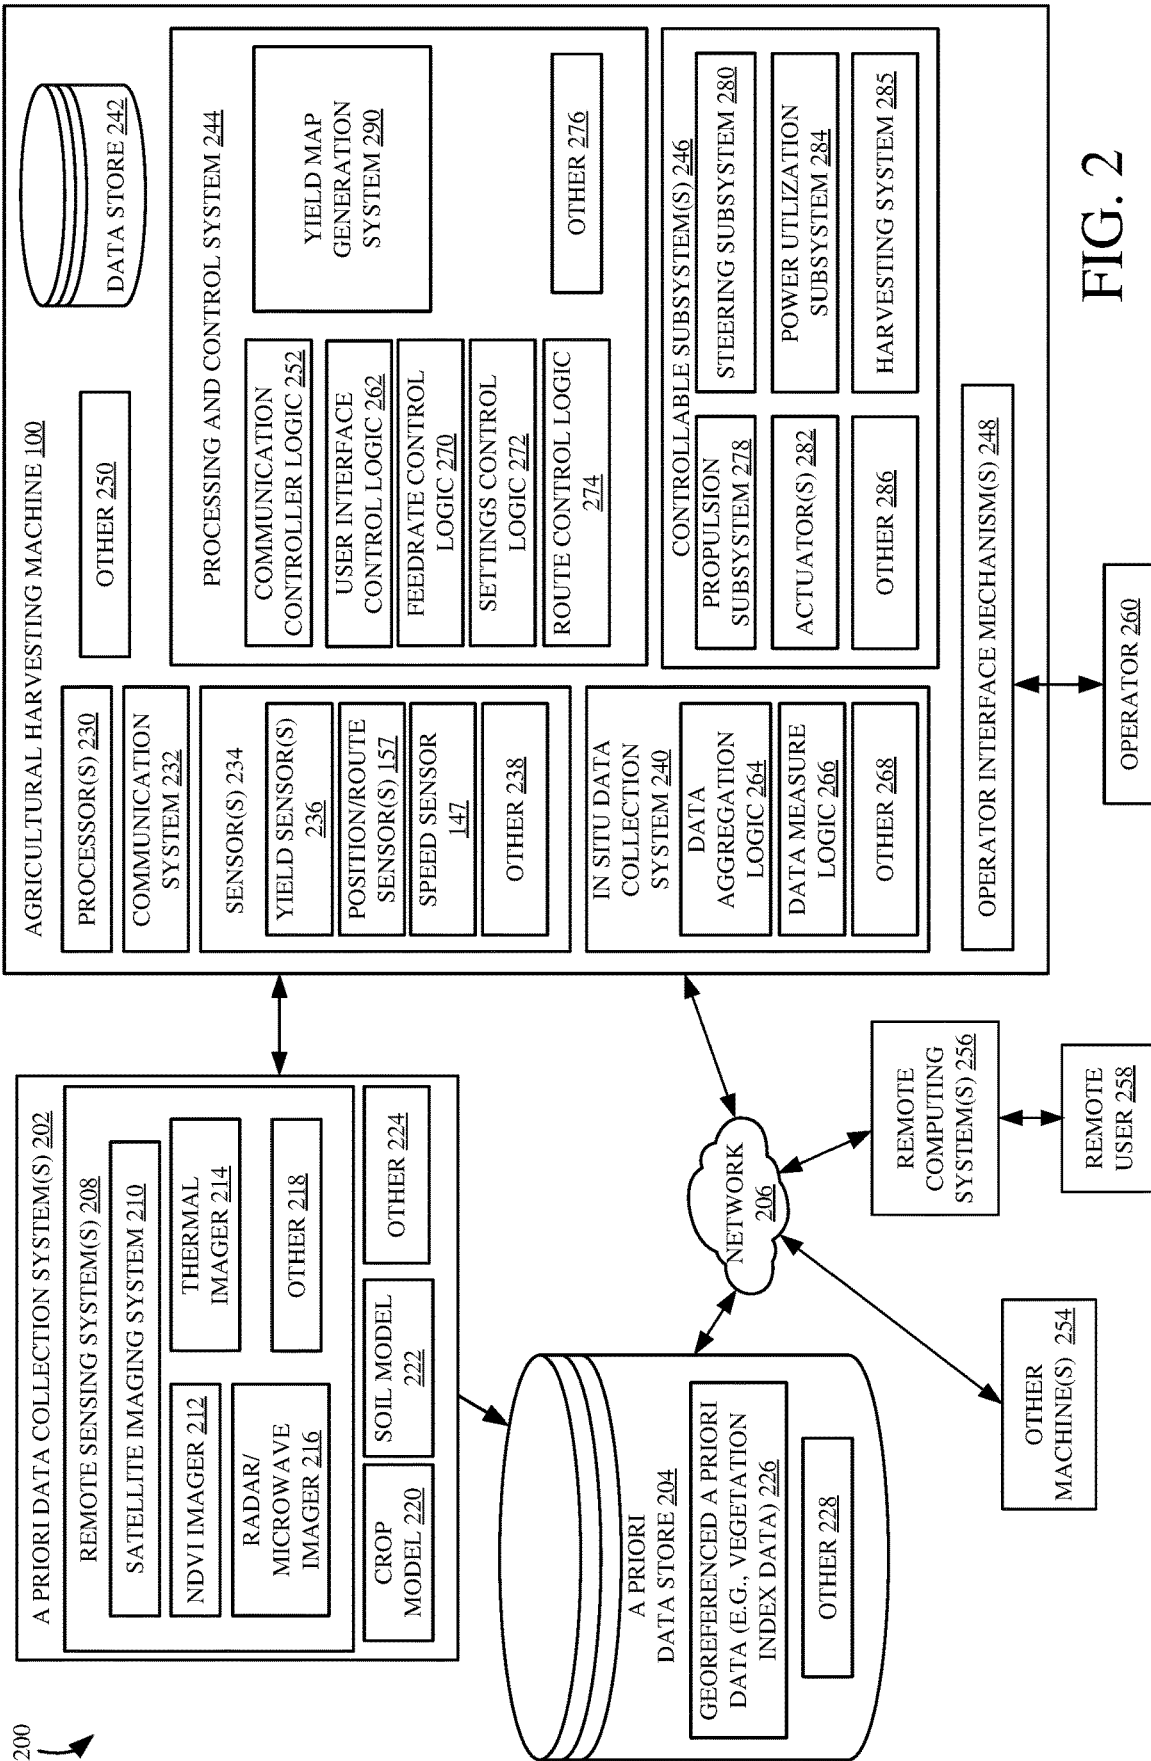 200
A PRIORI DATA COLLECTION SYSTEM(S) 202
REMOTE SENSING SYSTEM(S) 208
SATELLITE IMAGING SYSTEM 210
NDVI IMAGER 212
THERMAL
IMAGER 214
RADAR/
MICROWAVE
IMAGER 216
OTHER 218
CROP
MODEL 220
SOIL MODEL
222
OTHER 224
A PRIORI
DATA STORE 204
GEOREFERENCED A PRIORI
DATA (E.G., VEGETATION
INDEX DATA) 226
OTHER 228
NETWORK
206
OTHER
MACHINE(S) 254
REMOTE
COMPUTING
SYSTEM(S) 256
REMOTE
USER 258
AGRICULTURAL HARVESTING MACHINE 100
PROCESSOR(S) 230
COMMUNICATION
SYSTEM 232
OTHER 250
DATA STORE 242
SENSOR(S) 234
YIELD SENSOR(S)
236
POSITION/ROUTE
SENSOR(S) 157
SPEED SENSOR
147
OTHER 238
IN SITU DATA
COLLECTION
SYSTEM 240
DATA
AGGREGATION
LOGIC 264
DATA MEASURE
LOGIC 266
OTHER 268
PROCESSING AND CONTROL SYSTEM 244
COMMUNICATION
CONTROLLER LOGIC 252
USER INTERFACE
CONTROL LOGIC 262
FEEDRATE CONTROL
LOGIC 270
SETTINGS CONTROL
LOGIC 272
ROUTE CONTROL LOGIC
274
YIELD MAP
GENERATION
SYSTEM 290
OTHER 276
CONTROLLABLE SUBSYSTEM(S) 246
PROPULSION
SUBSYSTEM 278
STEERING SUBSYSTEM 280
ACTUATOR(S) 282
POWER UTLIZATION
SUBSYSTEM 284
OTHER 286
HARVESTING SYSTEM 285
OPERATOR INTERFACE MECHANISM(S) 248
OPERATOR 260
FIG. 2